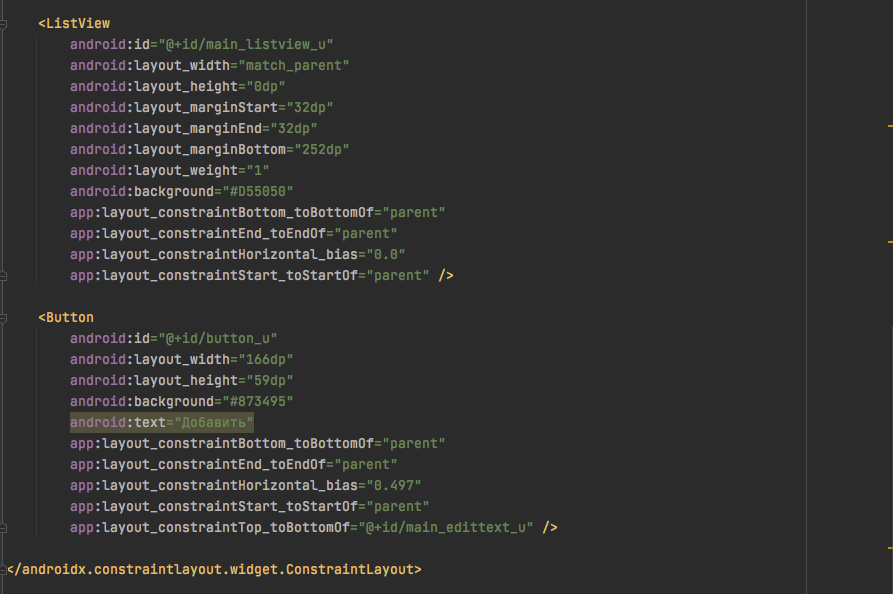 <ListView
android:id="@+id/main_listview_u"
android:layout_width="match_parent"
android:layout_height="0dp"
android:layout_marginStart="32dp"
android:layout_marginEnd="32dp"
android:layout_marginBottom="252dp"
android:layout_weight="1"
android:background="#D55050"
app:layout_constraintBottom_toBottomOf="parent"
app:layout_constraintEnd_toEndOf="parent"
app:layout_constraintHorizontal_bias="0.0"
app:layout_constraintStart_toStartOf="parent" />
<Button
android:id="@+id/button_u"
android:layout_width="166dp"
android:layout_height="59dp"
android:background="#873495"
android:text="Добавить"
app:layout_constraintBottom_toBottomOf="parent"
app:layout_constraintEnd_toEndOf="parent"
app:layout_constraintHorizontal_bias="0.497"
app:layout_constraintStart_toStartOf="parent"
app:layout_constraintTop_toBottomOf="@+id/main_edittext_u" />
</androidx.constraintlayout.widget.ConstraintLayout>